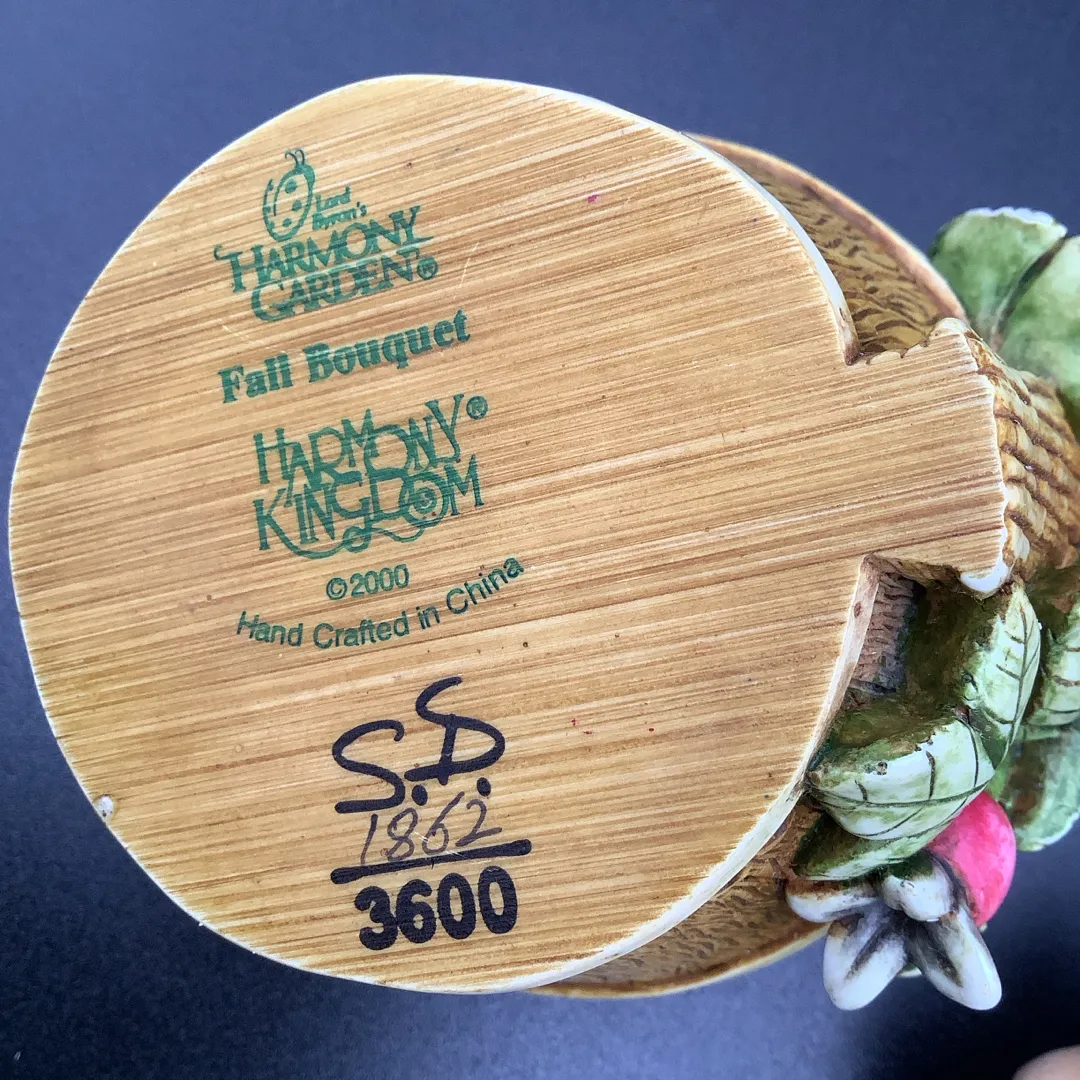 Lord
Byron's
HARMONY
GARDEN®
Fall Bouquet
HARMONY®
KINGDOM
©2000
Hand Crafted in China
S.D.
1862
3600